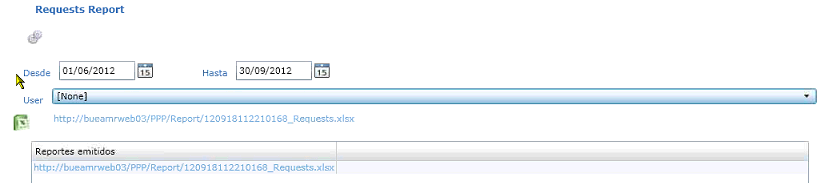 Requests Report
Desde 01/06/2012 15 Hasta 30/09/2012 15
User [None]
http://bueamrweb03/PPP/Report/120918112210168_Requests.xlsx
Reportes emitidos
http://bueamrweb03/PPP/Report/120918112210168_Requests.xlsx